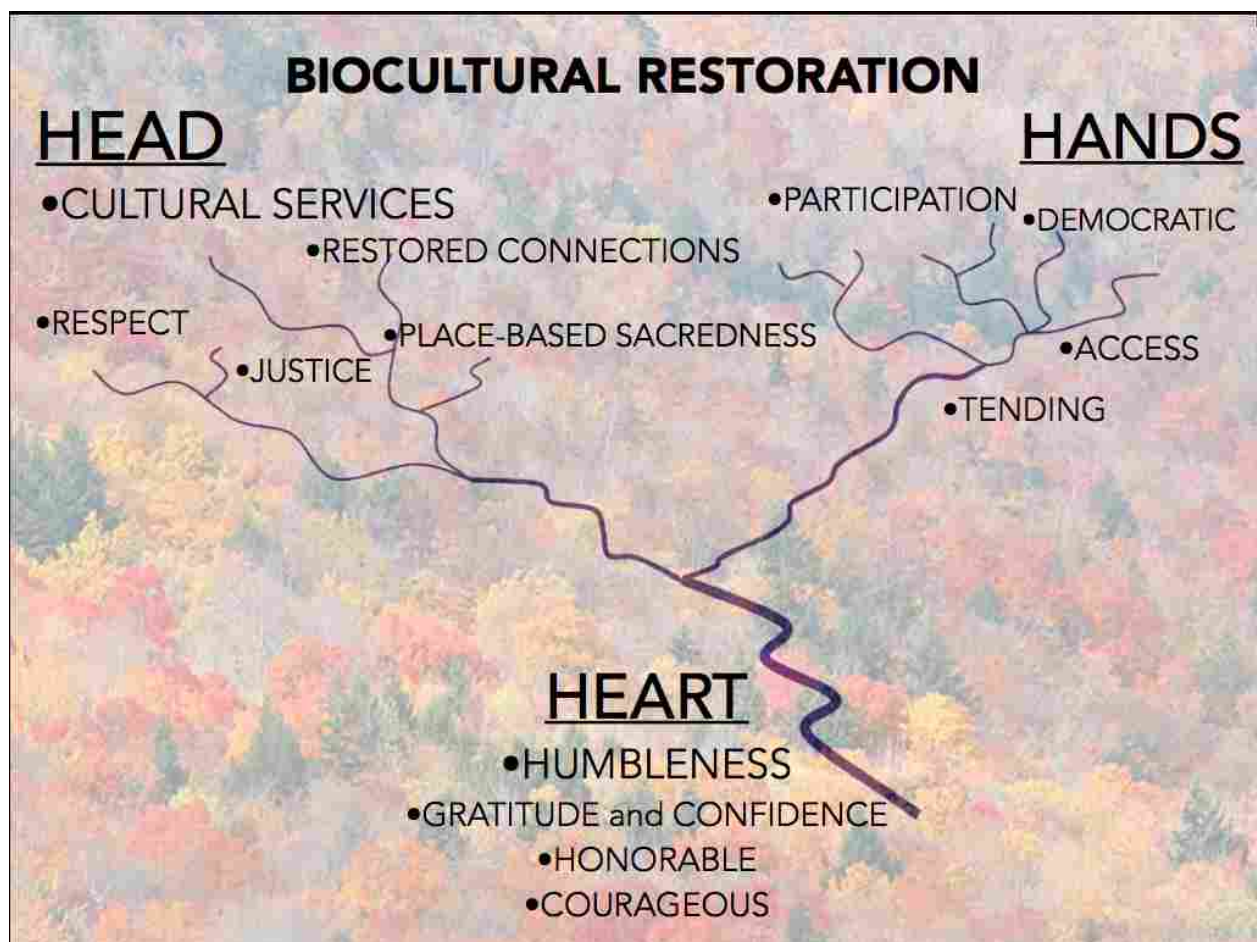 BIOCULTURAL RESTORATION
HEAD
•CULTURAL SERVICES
•RESTORED CONNECTIONS
•RESPECT
•PLACE-BASED SACREDNESS
•JUSTICE
HANDS
•PARTICIPATION
•DEMOCRATIC
•ACCESS
•TENDING
HEART
•HUMBLENESS
•GRATITUDE and CONFIDENCE
•HONORABLE
•COURAGEOUS